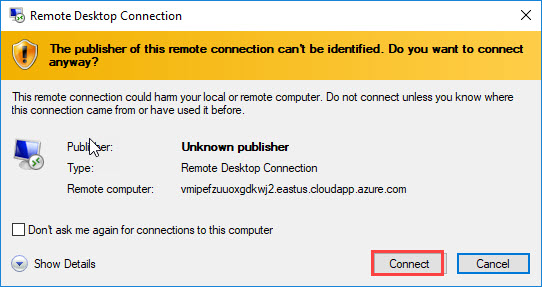 Remote Desktop Connection
The publisher of this remote connection can't be identified. Do you want to connect
anyway?
This remote connection could harm your local or remote computer. Do not connect unless you know where
this connection came from or have used it before.
Publisher: Unknown publisher
Type: Remote Desktop Connection
Remote computer: vmipefzuuoxgdkwj2.eastus.cloudapp.azure.com
Don't ask me again for connections to this computer
Show Details Connect Cancel